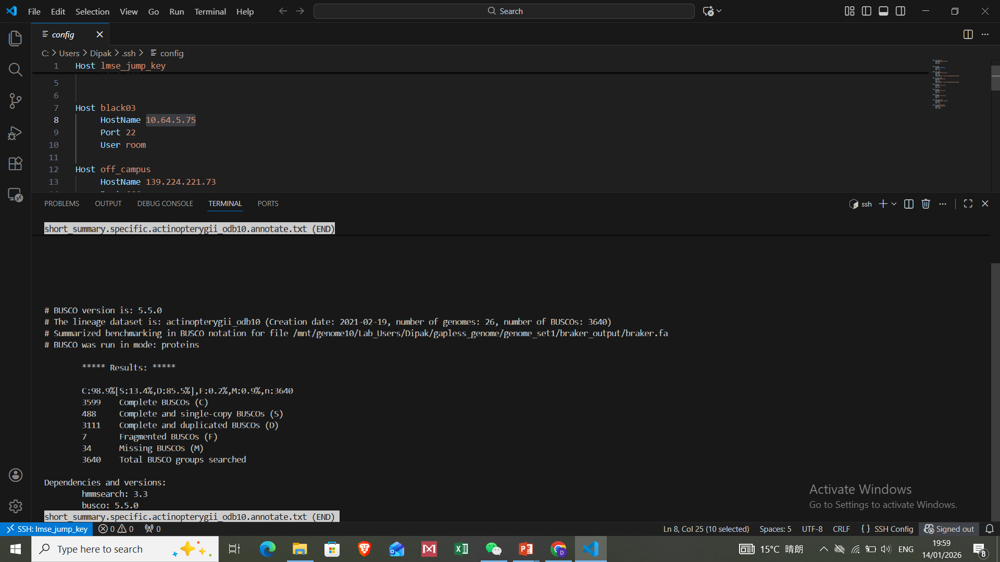 File Edit Selection View Go Run Terminal Help
Search
config
C: > Users > Dipak > .ssh > config
1 Host lmse_jump_key
5
6
7 Host black03
8 HostName 10.64.5.75
9 Port 22
10 User room
11
12 Host off_campus
13 HostName 139.224.221.73
PROBLEMS OUTPUT DEBUG CONSOLE TERMINAL PORTS
ssh
short_summary.specific.actinopterygii_odb10.annotate.txt (END)
# BUSCO version is: 5.5.0
# The lineage dataset is: actinopterygii_odb10 (Creation date: 2021-02-19, number of genomes: 26, number of BUSCOs: 3640)
# Summarized benchmarking in BUSCO notation for file /mnt/genome10/Lab_Users/Dipak/gapless_genome/genome_set1/braker_output/braker.fa
# BUSCO was run in mode: proteins
***** Results: *****
C:98.9%[S:13.4%,D:85.5%],F:0.2%,M:0.9%,n:3640
3599 Complete BUSCOs (C)
488 Complete and single-copy BUSCOs (S)
3111 Complete and duplicated BUSCOs (D)
7 Fragmented BUSCOs (F)
34 Missing BUSCOs (M)
3640 Total BUSCO groups searched
Dependencies and versions:
hmmsearch: 3.3
busco: 5.5.0
short_summary.specific.actinopterygii_odb10.annotate.txt (END)
Activate Windows
Go to Settings to activate Windows.
SSH: lmse_jump_key 0 0 0 Ln 8, Col 25 (10 selected) Spaces: 5 UTF-8 CRLF { } SSH Config Signed out
Type here to search
15°C 晴朗 ENG
19:59
14/01/2026
8